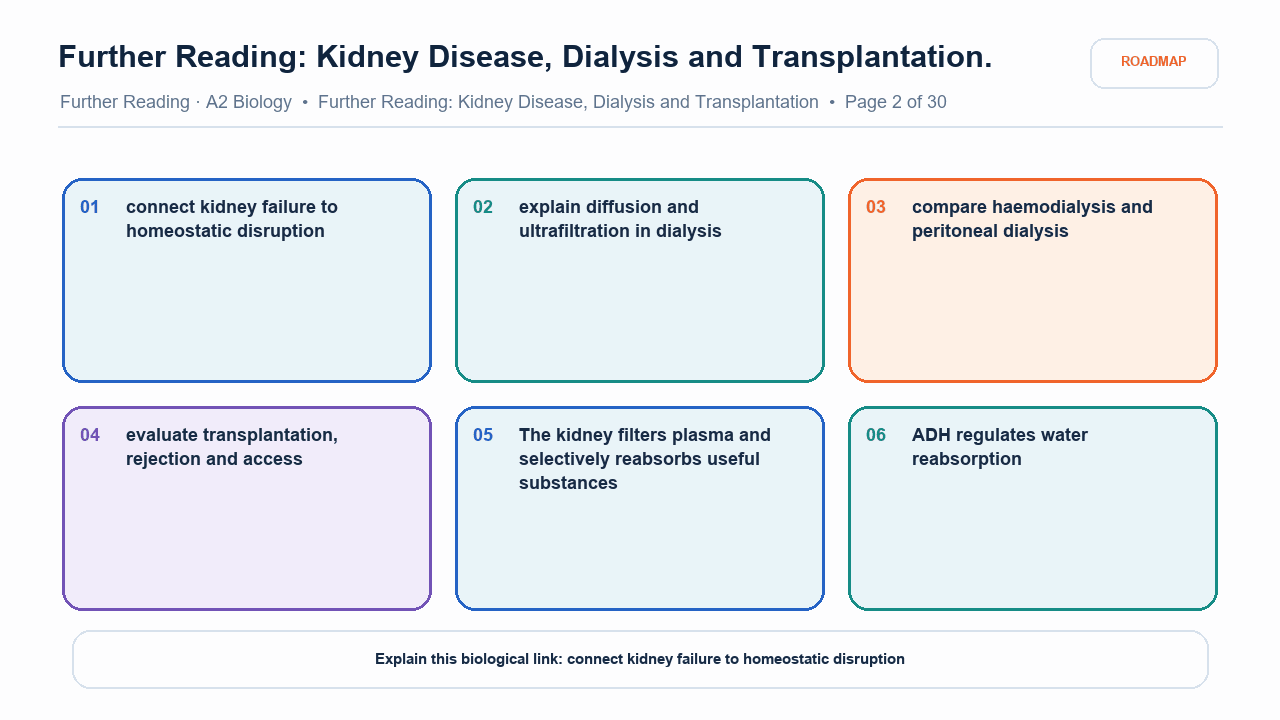 Further Reading: Kidney Disease, Dialysis and Transplantation.
ROADMAP
Further Reading · A2 Biology • Further Reading: Kidney Disease, Dialysis and Transplantation • Page 2 of 30
01 connect kidney failure to
homeostatic disruption
02 explain diffusion and
ultrafiltration in dialysis
03 compare haemodialysis and
peritoneal dialysis
04 evaluate transplantation,
rejection and access
05 The kidney filters plasma and
selectively reabsorbs useful
substances
06 ADH regulates water
reabsorption
Explain this biological link: connect kidney failure to homeostatic disruption